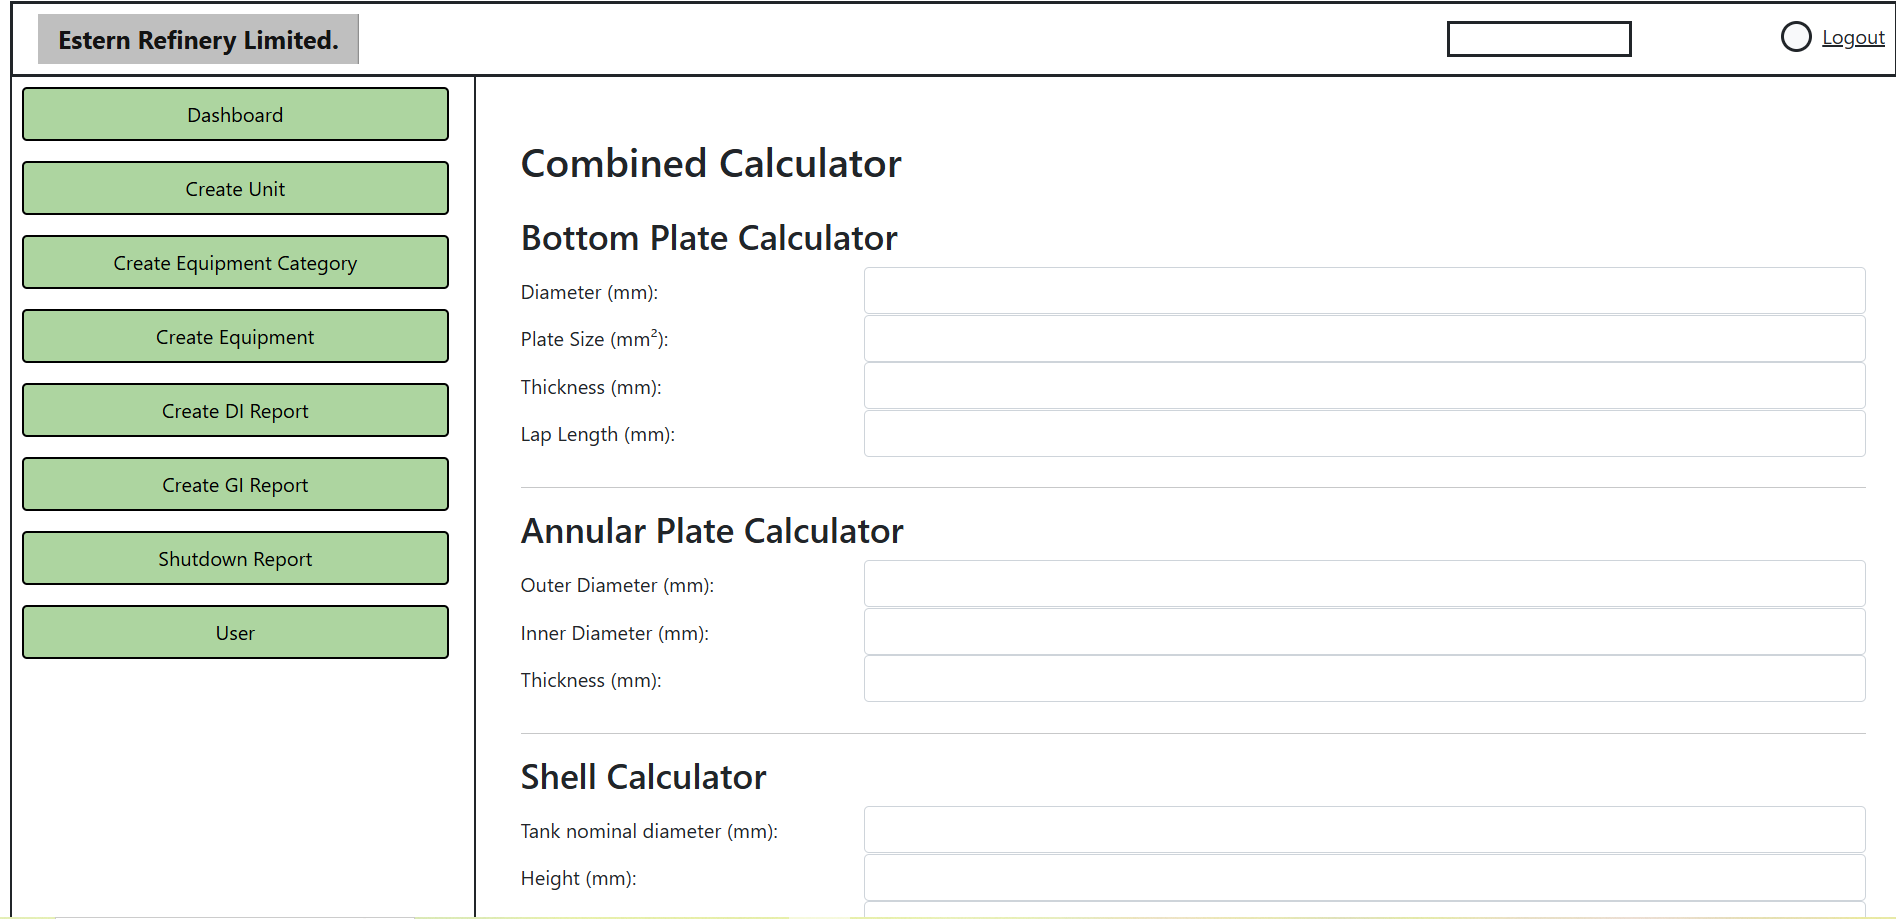 Estern Refinery Limited.
Logout
Dashboard
Create Unit
Create Equipment Category
Create Equipment
Create DI Report
Create GI Report
Shutdown Report
User
Combined Calculator
Bottom Plate Calculator
Diameter (mm):
Plate Size (mm²):
Thickness (mm):
Lap Length (mm):
Annular Plate Calculator
Outer Diameter (mm):
Inner Diameter (mm):
Thickness (mm):
Shell Calculator
Tank nominal diameter (mm):
Height (mm):